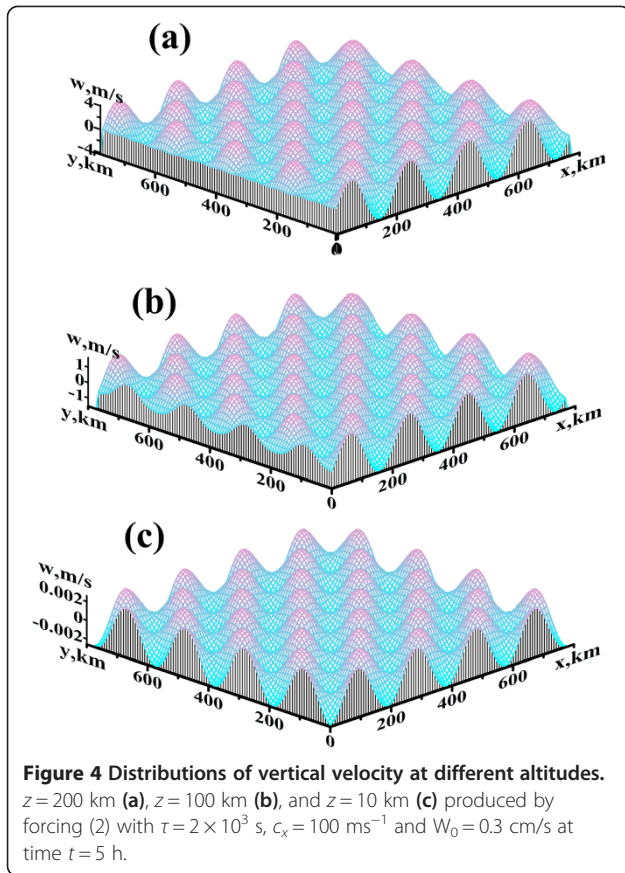 (a)
w,m/s
4
0
-4
y,km
600
400
200
0
200
400
600
x,km
(b)
w,m/s
1
0
-1
y,km
600
400
200
0
200
400
600
x,km
(c)
w,m/s
0.002
0
-0.002
y,km
600
400
200
0
200
400
600
x,km
Figure 4 Distributions of vertical velocity at different altitudes.
z = 200 km (a), z = 100 km (b), and z = 10 km (c) produced by
forcing (2) with τ = 2 × 10³ s, cₓ = 100 ms⁻¹ and W₀ = 0.3 cm/s at
time t = 5 h.